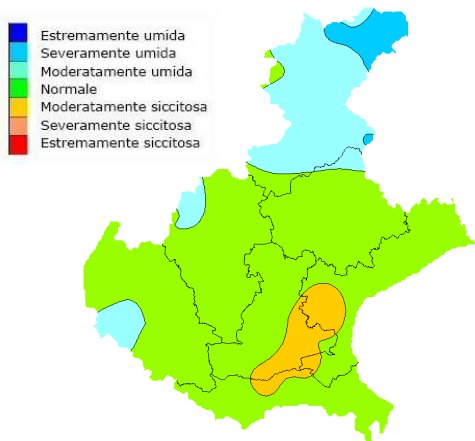 Estremamente umida
Severamente umida
Moderatamente umida
Normale
Moderatamente siccitosa
Severamente siccitosa
Estremamente siccitosa